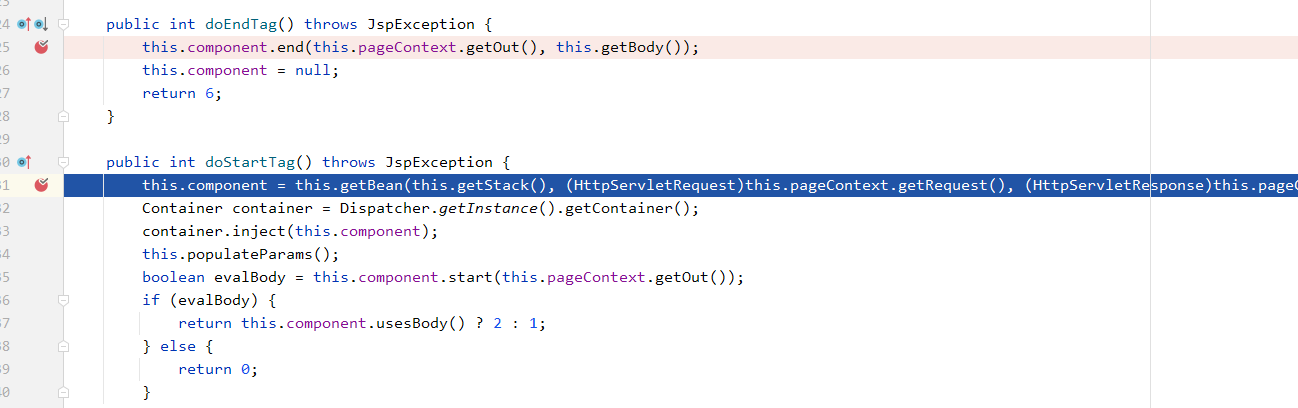 24 public int doEndTag() throws JspException {
25 this.component.end(this.pageContext.getOut(), this.getBody());
26 this.component = null;
27 return 6;
28 }
29
30 public int doStartTag() throws JspException {
31 this.component = this.getBean(this.getStack(), (HttpServletRequest)this.pageContext.getRequest(), (HttpServletResponse)this.page
32 Container container = Dispatcher.getInstance().getContainer();
33 container.inject(this.component);
34 this.populateParams();
35 boolean evalBody = this.component.start(this.pageContext.getOut());
36 if (evalBody) {
37 return this.component.usesBody() ? 2 : 1;
38 } else {
39 return 0;
40 }